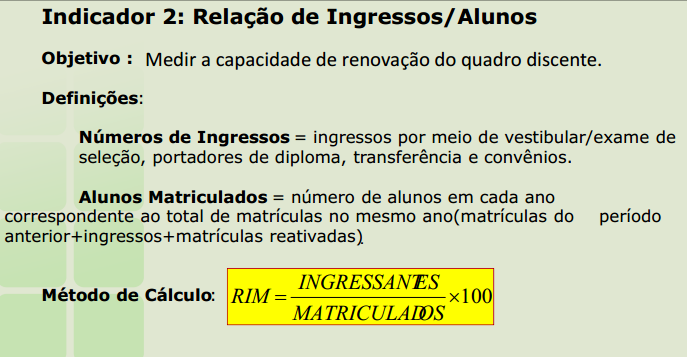 Indicador 2: Relação de Ingressos/Alunos
Objetivo : Medir a capacidade de renovação do quadro discente.
Definições:
Números de Ingressos = ingressos por meio de vestibular/exame de
seleção, portadores de diploma, transferência e convênios.
Alunos Matriculados = número de alunos em cada ano
correspondente ao total de matrículas no mesmo ano(matrículas do período
anterior+ingressos+matrículas reativadas).
Método de Cálculo: RIM = INGRESSANTES / MATRICULADOS ×100